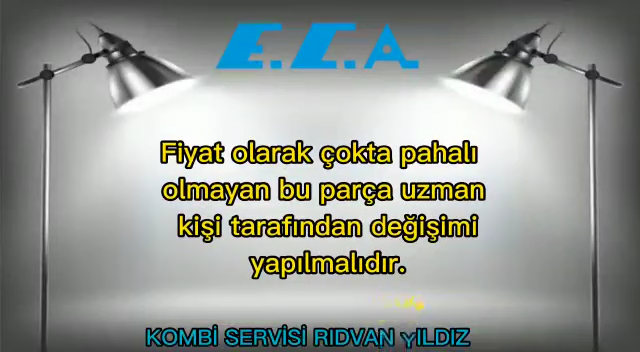 E.C.A.
Fiyat olarak çokta pahalı
olmayan bu parça uzman
kişi tarafından değişimi
yapılmalıdır.
KOMBİ SERVİSİ RIDVAN YILDIZ